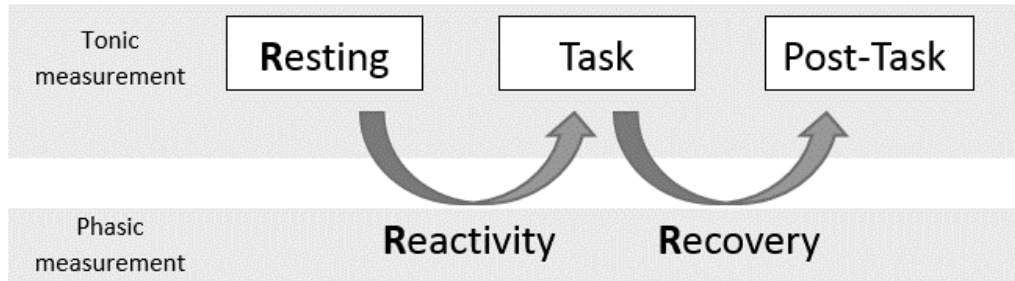 Tonic
measurement
Resting
Task
Post-Task
Phasic
measurement
Reactivity
Recovery